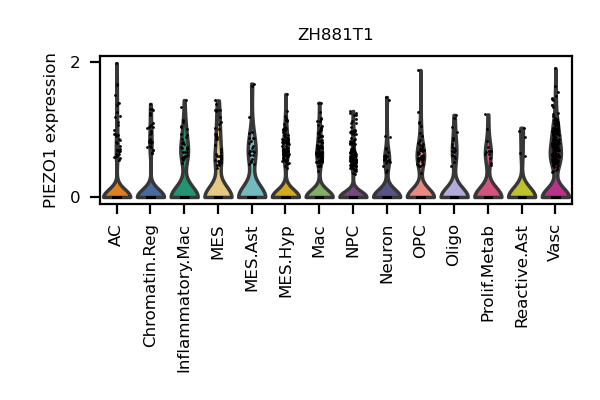 ZH881T1
PIEZO1 expression
2
0
AC
Chromatin.Reg
Inflammatory.Mac
MES
MES.Ast
MES.Hyp
Mac
NPC
Neuron
OPC
Oligo
Prolif.Metab
Reactive.Ast
Vasc